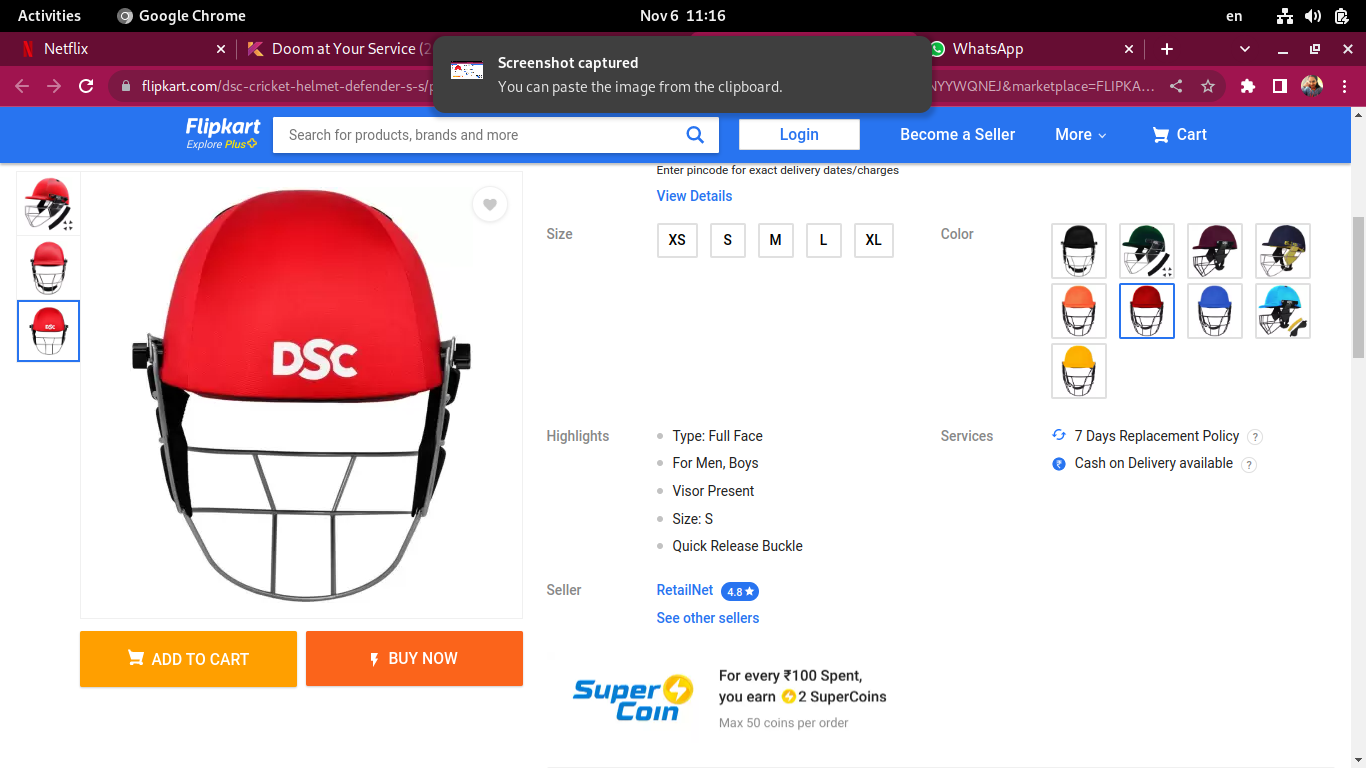 Activities
Google Chrome
Nov 6 11:16
en
Netflix
Doom at Your Service (2
WhatsApp
Screenshot captured
You can paste the image from the clipboard.
flipkart.com/dsc-cricket-helmet-defender-s-s/p
NYYWQNEJ&marketplace=FLIPKA...
Flipkart
Explore Plus
Search for products, brands and more
Login
Become a Seller
More
Cart
Enter pincode for exact delivery dates/charges
View Details
Size
XS
S
M
L
XL
Color
DSC
DSC
Highlights
Type: Full Face
For Men, Boys
Visor Present
Size: S
Quick Release Buckle
Services
7 Days Replacement Policy ?
Cash on Delivery available ?
Seller
RetailNet 4.8
See other sellers
ADD TO CART
BUY NOW
Super Coin
For every ₹100 Spent,
you earn 2 SuperCoins
Max 50 coins per order